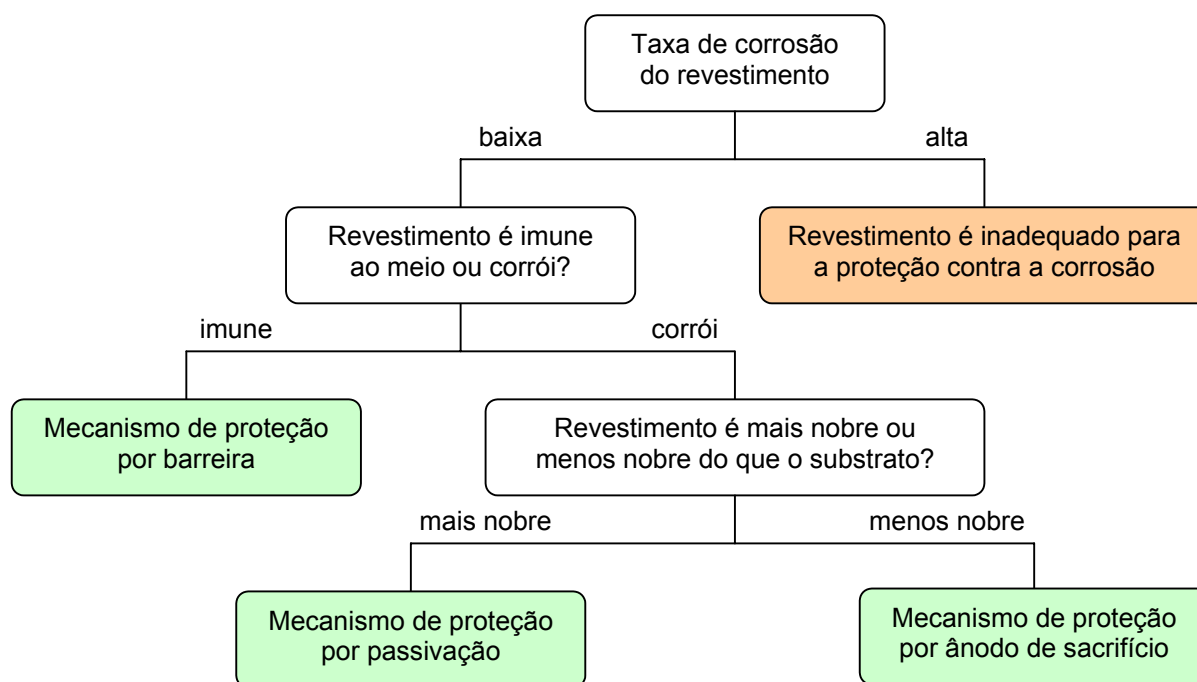 Taxa de corrosão
do revestimento
baixa
alta
Revestimento é imune
ao meio ou corrói?
Revestimento é inadequado para
a proteção contra a corrosão
imune
corrói
Mecanismo de proteção
por barreira
Revestimento é mais nobre ou
menos nobre do que o substrato?
mais nobre
menos nobre
Mecanismo de proteção
por passivação
Mecanismo de proteção
por ânodo de sacrifício